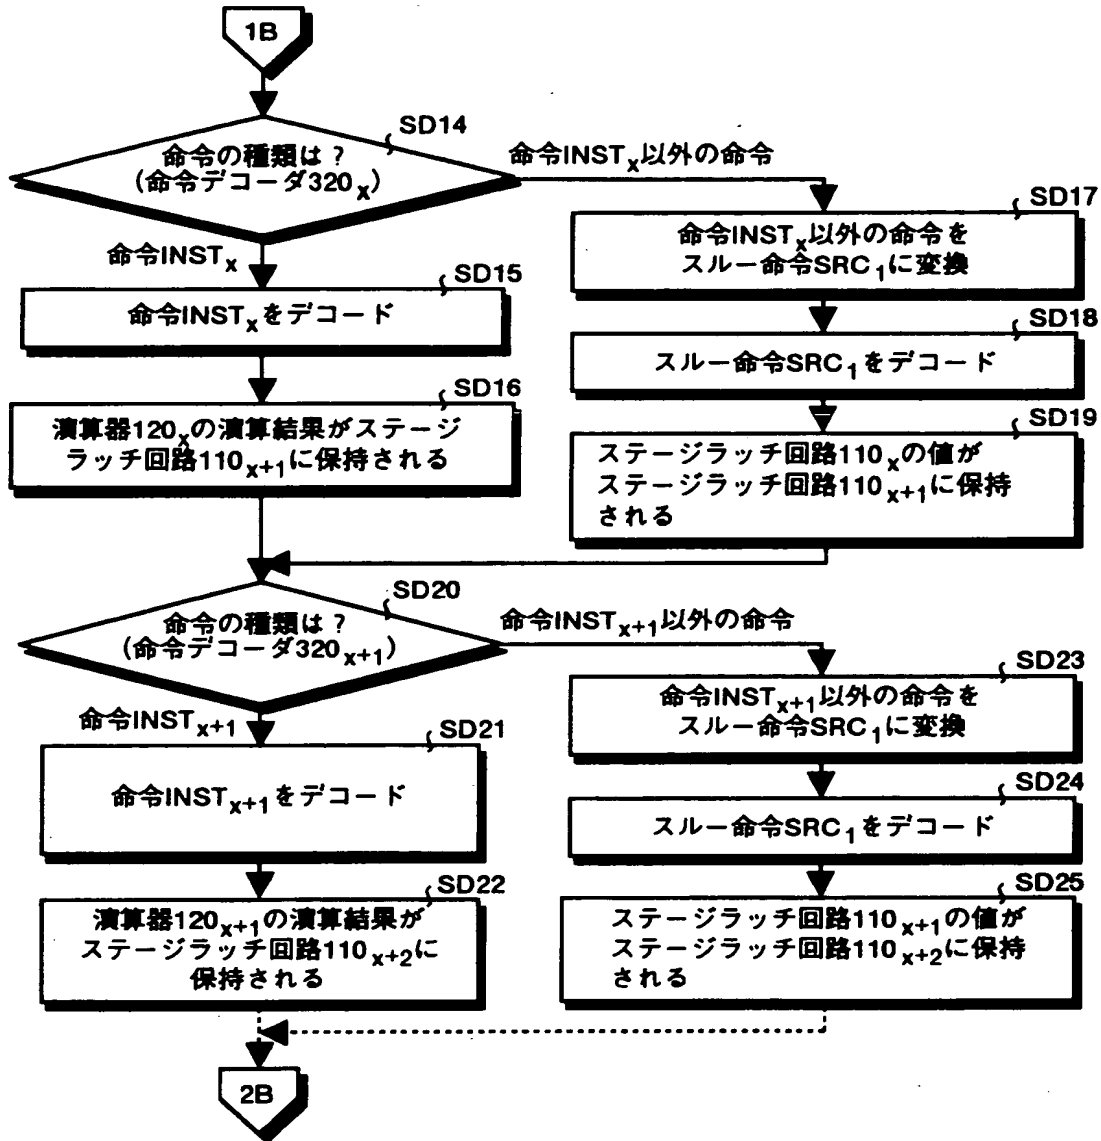 1B
SD14
命令の種類は?
(命令デコーダ320x)
命令INSTx以外の命令
命令INSTx
SD15
命令INSTxをデコード
SD16
演算器120xの演算結果がステージ
ラッチ回路110x+1に保持される
SD17
命令INSTx以外の命令を
スルー命令SRC1に変換
SD18
スルー命令SRC1をデコード
SD19
ステージラッチ回路110xの値が
ステージラッチ回路110x+1に保持
される
SD20
命令の種類は?
(命令デコーダ320x+1)
命令INSTx+1以外の命令
命令INSTx+1
SD21
命令INSTx+1をデコード
SD22
演算器120x+1の演算結果が
ステージラッチ回路110x+2に
保持される
SD23
命令INSTx+1以外の命令を
スルー命令SRC1に変換
SD24
スルー命令SRC1をデコード
SD25
ステージラッチ回路110x+1の値が
ステージラッチ回路110x+2に保持
される
2B